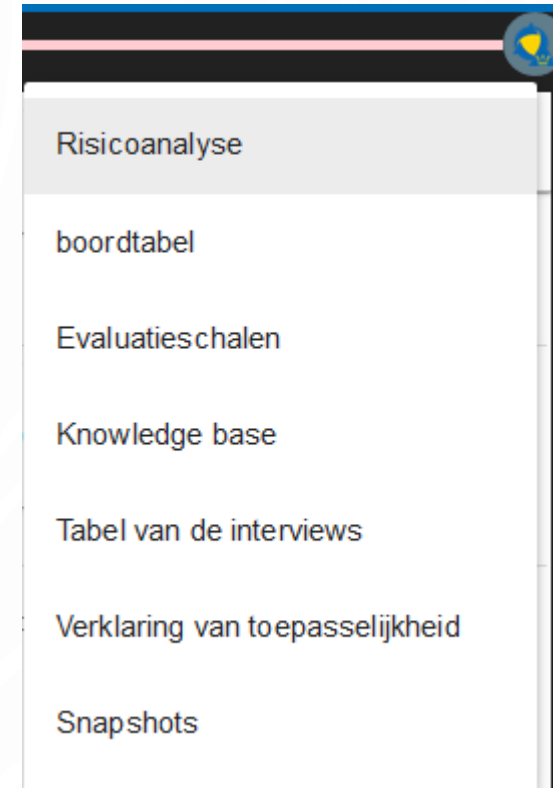 Risicoanalyse
boordtabel
Evaluatieschalen
Knowledge base
Tabel van de interviews
Verklaring van toepasselijkheid
Snapshots